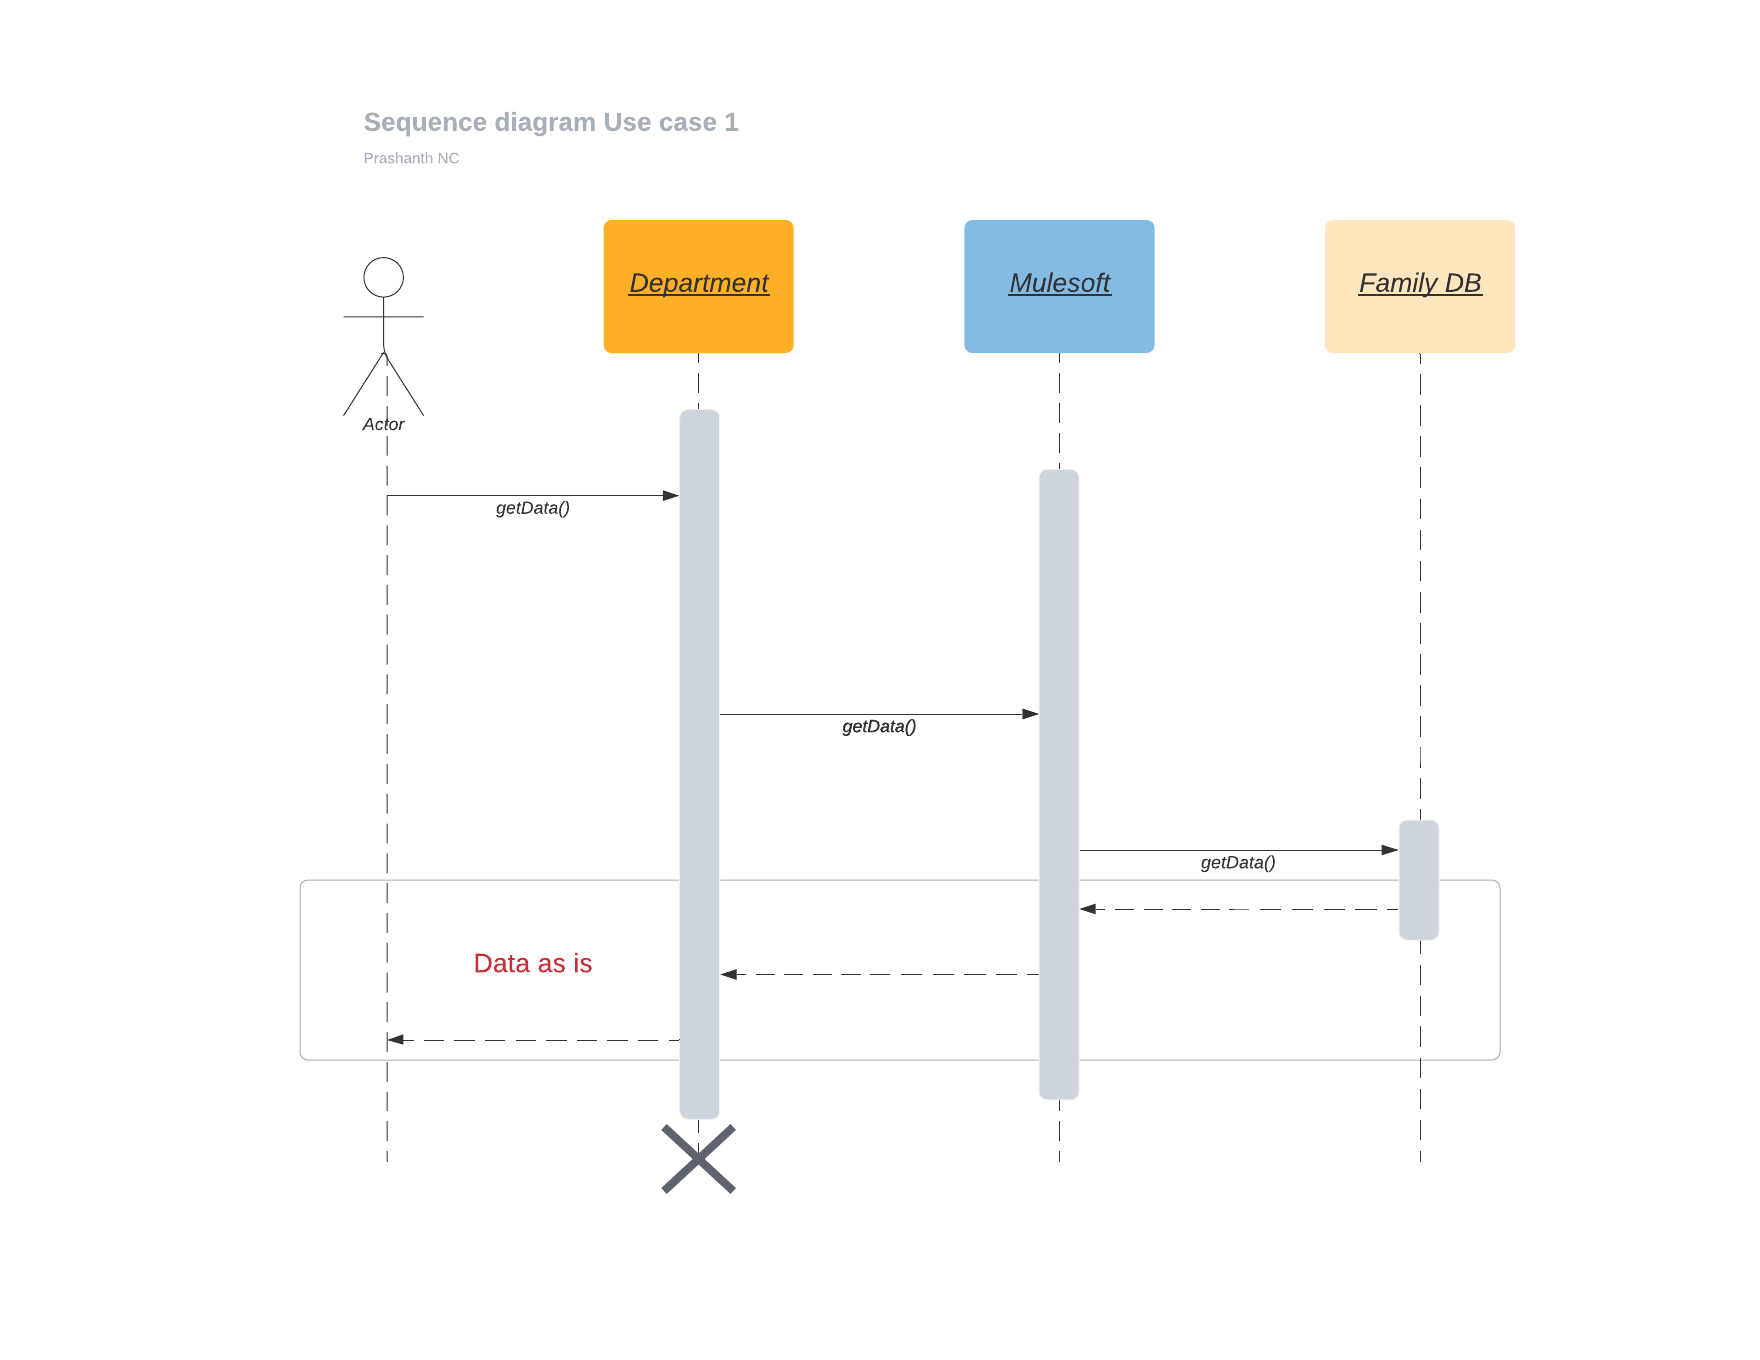 Sequence diagram Use case 1
Prashanth NC
Department
Mulesoft
Family DB
Actor
getData()
getData()
getData()
Data as is